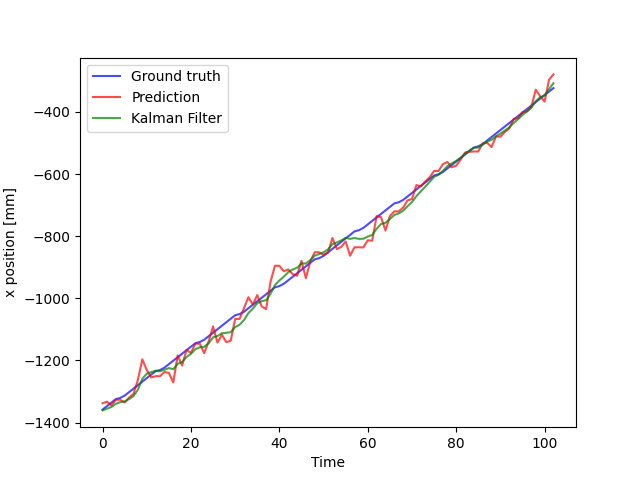 Ground truth
Prediction
Kalman Filter
−400
−600
−800
−1000
−1200
−1400
x position [mm]
0 20 40 60 80 100
Time